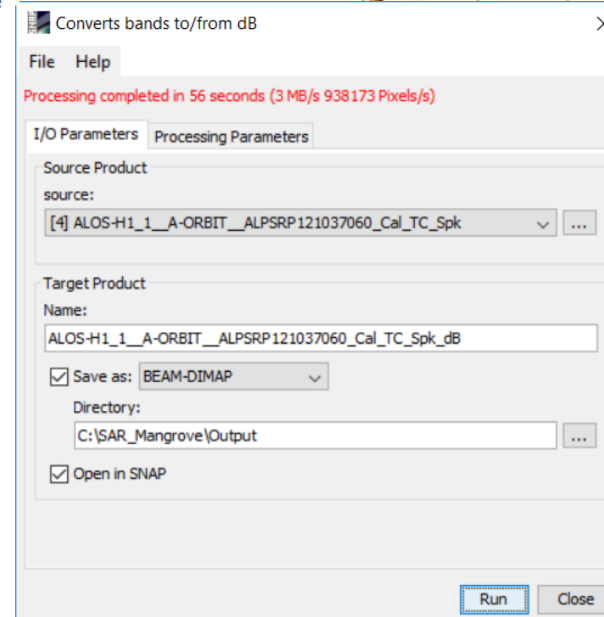 Converts bands to/from dB
File Help
Processing completed in 56 seconds (3 MB/s 938173 Pixels/s)
I/O Parameters Processing Parameters
Source Product
source:
[4] ALOS-H1_1__A-ORBIT__ALPSRP121037060_Cal_TC_Spk
...
Target Product
Name:
ALOS-H1_1__A-ORBIT__ALPSRP121037060_Cal_TC_Spk_dB
Save as: BEAM-DIMAP
Directory:
C:\SAR_Mangrove\Output
...
Open in SNAP
Run Close